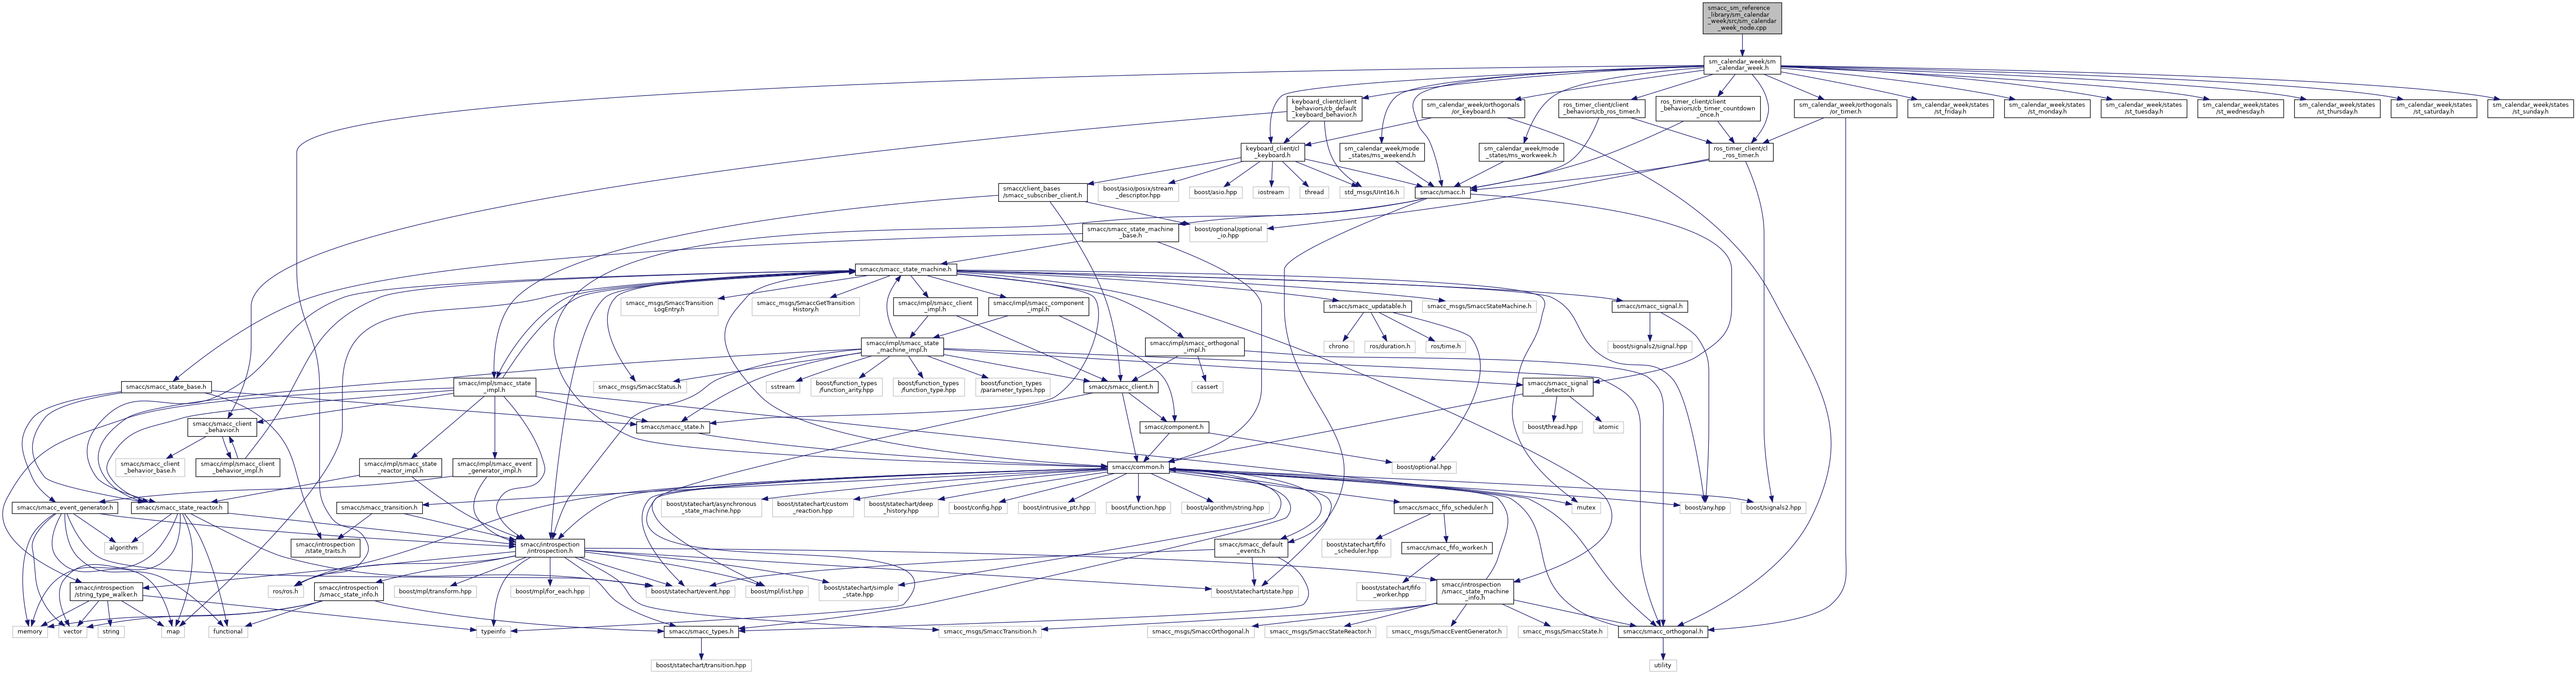 smacc_sm_reference
_library/sm_calendar
_week/src/sm_calendar
_week_node.cpp
sm_calendar_week/sm
_calendar_week.h
keyboard_client/client
_behaviors/cb_default
_keyboard_behavior.h
sm_calendar_week/orthogonals
/or_keyboard.h
ros_timer_client/client
_behaviors/cb_ros_timer.h
ros_timer_client/client
_behaviors/cb_timer_countdown
_once.h
sm_calendar_week/orthogonals
/or_timer.h
sm_calendar_week/states
/st_friday.h
sm_calendar_week/states
/st_monday.h
sm_calendar_week/states
/st_tuesday.h
sm_calendar_week/states
/st_wednesday.h
sm_calendar_week/states
/st_thursday.h
sm_calendar_week/states
/st_saturday.h
sm_calendar_week/states
/st_sunday.h
keyboard_client/cl
_keyboard.h
sm_calendar_week/mode
_states/ms_weekend.h
sm_calendar_week/mode
_states/ms_workweek.h
ros_timer_client/cl
_ros_timer.h
smacc/client_bases
/smacc_subscriber_client.h
boost/asio/posix/stream
_descriptor.hpp
boost/asio.hpp
iostream
thread
std_msgs/UInt16.h
smacc/smacc.h
smacc/smacc_state_machine
_base.h
boost/optional/optional
_io.hpp
smacc/smacc_state_machine.h
smacc_msgs/SmaccTransition
LogEntry.h
smacc_msgs/SmaccGetTransition
History.h
smacc/impl/smacc_client
_impl.h
smacc/impl/smacc_component
_impl.h
smacc/smacc_updatable.h
smacc_msgs/SmaccStateMachine.h
smacc/smacc_signal.h
smacc/impl/smacc_state
_machine_impl.h
smacc/impl/smacc_orthogonal
_impl.h
chrono
ros/duration.h
ros/time.h
boost/signals2/signal.hpp
smacc/smacc_state_base.h
smacc/impl/smacc_state
_impl.h
smacc_msgs/SmaccStatus.h
sstream
boost/function_types
/function_arity.hpp
boost/function_types
/function_type.hpp
boost/function_types
/parameter_types.hpp
smacc/smacc_client.h
cassert
smacc/smacc_signal
_detector.h
smacc/smacc_client
_behavior.h
smacc/smacc_state.h
smacc/component.h
boost/thread.hpp
atomic
smacc/smacc_client
_behavior_base.h
smacc/impl/smacc_client
_behavior_impl.h
smacc/impl/smacc_state
_reactor_impl.h
smacc/impl/smacc_event
_generator_impl.h
smacc/common.h
boost/optional.hpp
smacc/smacc_event_generator.h
smacc/smacc_state_reactor.h
smacc/smacc_transition.h
boost/statechart/asynchronous
_state_machine.hpp
boost/statechart/custom
_reaction.hpp
boost/statechart/deep
_history.hpp
boost/config.hpp
boost/intrusive_ptr.hpp
boost/function.hpp
boost/algorithm/string.hpp
smacc/smacc_fifo_scheduler.h
mutex
boost/any.hpp
boost/signals2.hpp
algorithm
smacc/introspection
/state_traits.h
smacc/introspection
/introspection.h
smacc/smacc_default
_events.h
boost/statechart/fifo
_scheduler.hpp
smacc/smacc_fifo_worker.h
smacc/introspection
/string_type_walker.h
ros/ros.h
smacc/introspection
/smacc_state_info.h
boost/mpl/transform.hpp
boost/mpl/for_each.hpp
boost/statechart/event.hpp
boost/mpl/list.hpp
boost/statechart/simple
_state.hpp
boost/statechart/state.hpp
boost/statechart/fifo
_worker.hpp
smacc/introspection
/smacc_state_machine
_info.h
memory
vector
string
map
functional
typeinfo
smacc/smacc_types.h
smacc_msgs/SmaccTransition.h
smacc_msgs/SmaccOrthogonal.h
smacc_msgs/SmaccStateReactor.h
smacc_msgs/SmaccEventGenerator.h
smacc_msgs/SmaccState.h
smacc/smacc_orthogonal.h
boost/statechart/transition.hpp
utility